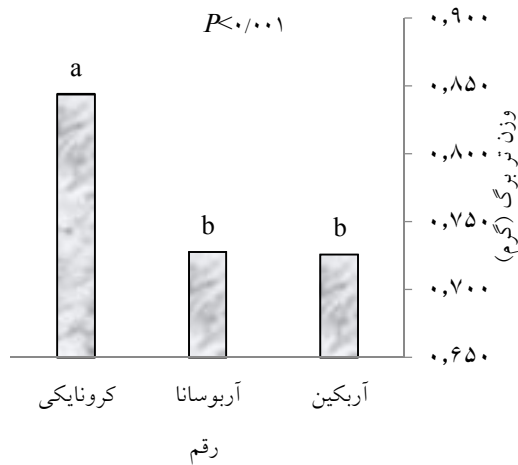 P<۰/۰۰۱
۰,۹۰۰
۰,۸۵۰
۰,۸۰۰
۰,۷۵۰
۰,۷۰۰
۰,۶۵۰
وزن تر برگ (گرم)
a
b
b
آربکین
آربوسانا
کرونایکی
رقم